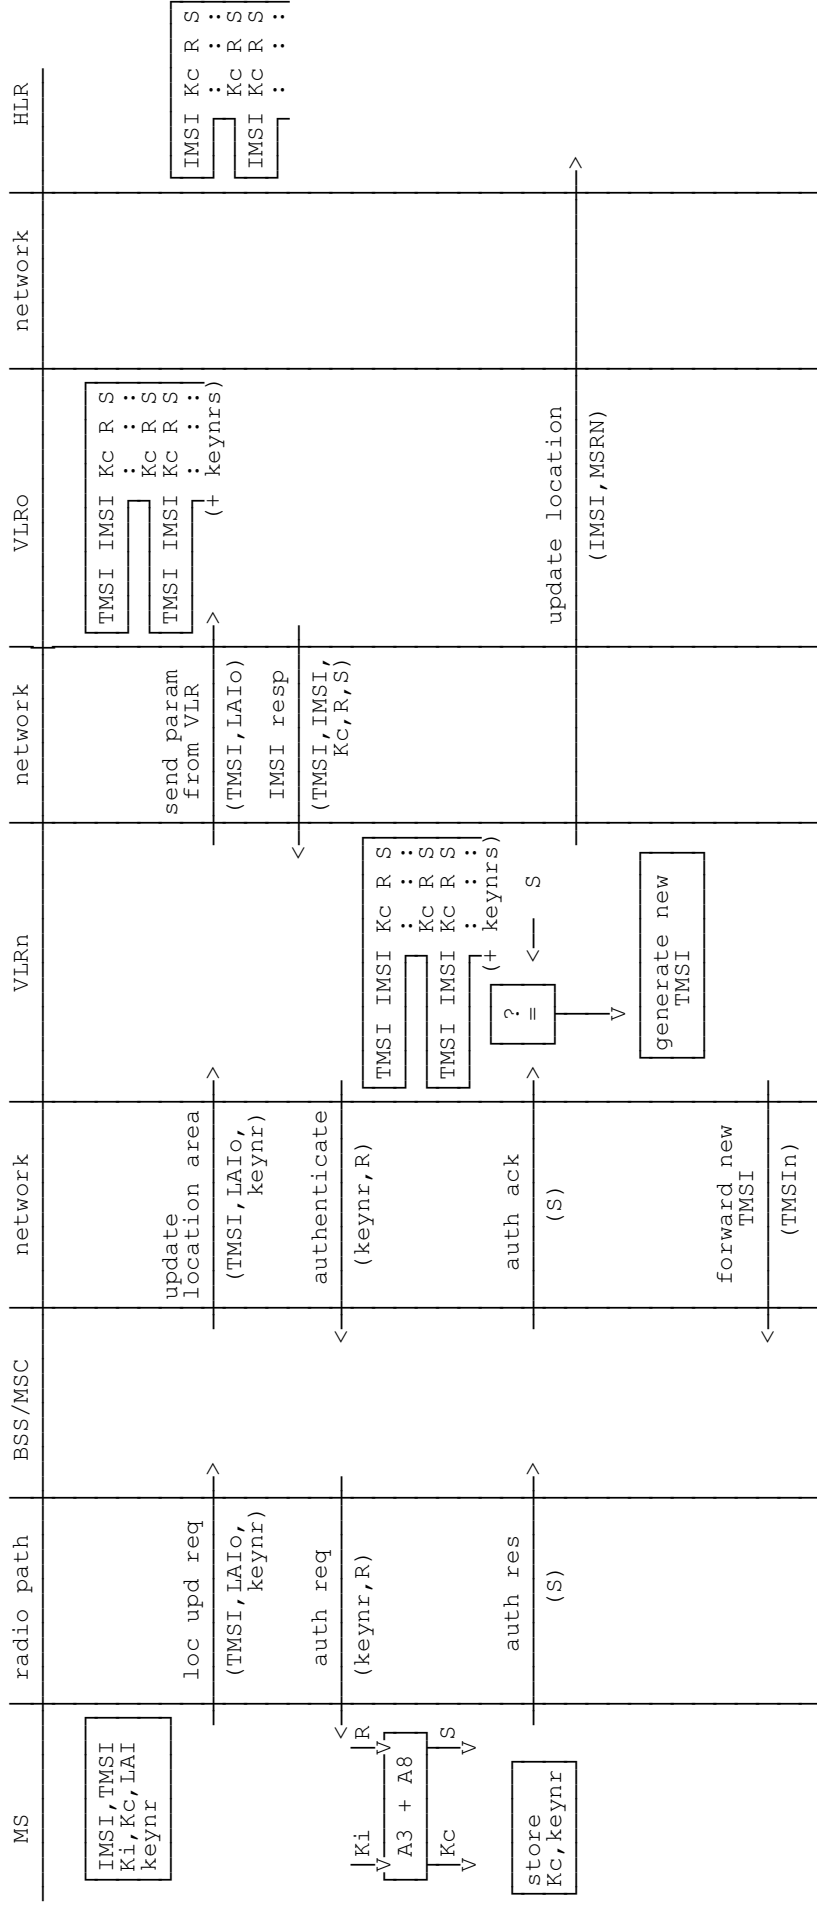 MS
radio path
BSS/MSC
network
VLRn
network
VLRo
network
HLR
IMSI,TMSI
Ki,Kc,LAI
keynr
TMSI IMSI Kc R S
: : :
Kc R S
TMSI IMSI Kc R S
: : :
(+ keynrs)
IMSI Kc R S
: : :
Kc R S
IMSI Kc R S
: : :
loc upd req
(TMSI,LAIo,
keynr)
update
location area
(TMSI,LAIo,
keynr)
send param
from VLR
(TMSI,LAIo)
IMSI resp
(TMSI,IMSI,
Kc,R,S)
auth req
(keynr,R)
authenticate
(keynr,R)
Ki
R
A3 + A8
Kc
S
TMSI IMSI Kc R S
: : :
Kc R S
TMSI IMSI Kc R S
: : :
(+ keynrs)
auth res
(S)
auth ack
(S)
?
=
S
store
Kc,keynr
update location
(IMSI,MSRN)
generate new
TMSI
forward new
TMSI
(TMSIn)